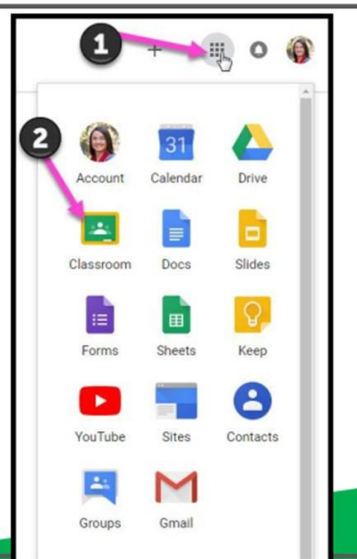 1
2
31
Account Calendar Drive
Classroom Docs Slides
Forms Sheets Keep
YouTube Sites Contacts
Groups Gmail